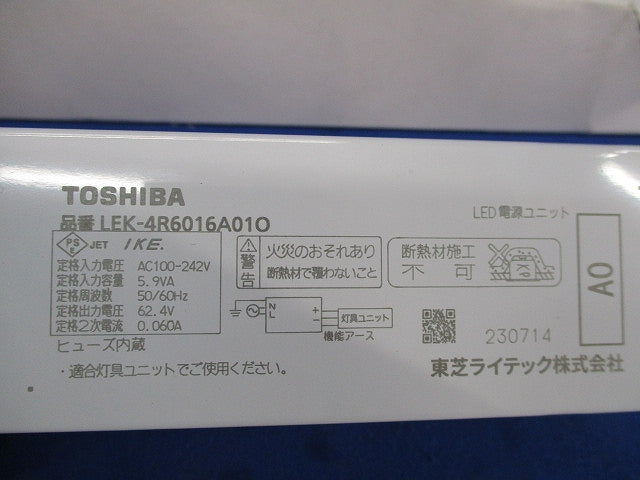 TOSHIBA
品番 LEK-4R6016A01O
LED電源ユニット
PS
E
JET IKE.
定格入力電圧 AC100-242V
定格入力容量 5.9VA
定格周波数 50/60Hz
定格出力電圧 62.4V
定格2次電流 0.060A
ヒューズ内蔵
・適合灯具ユニットでご使用ください。
警告
火災のおそれあり
断熱材で覆わないこと
断熱材施工
不可
N
L
+
-
灯具ユニット
機能アース
230714
東芝ライテック株式会社
A0